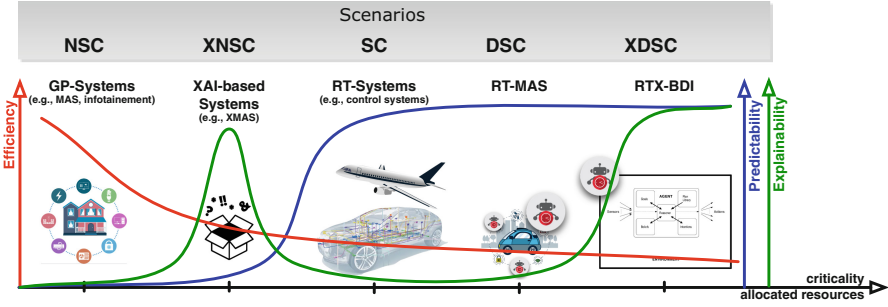 Scenarios
NSC XNSC SC DSC XDSC
GP-Systems
(e.g., MAS, infotainement)
XAI-based
Systems
(e.g., XMAS)
RT-Systems
(e.g., control systems)
RT-MAS
RTX-BDI
Efficiency
Predictability
Explainability
? !! * &
AGENT
Sensors
criticality
allocated resources